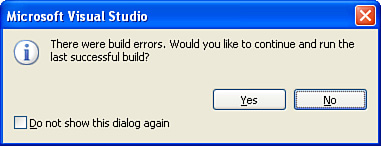 Microsoft Visual Studio
There were build errors. Would you like to continue and run the
last successful build?
Yes No
Do not show this dialog again